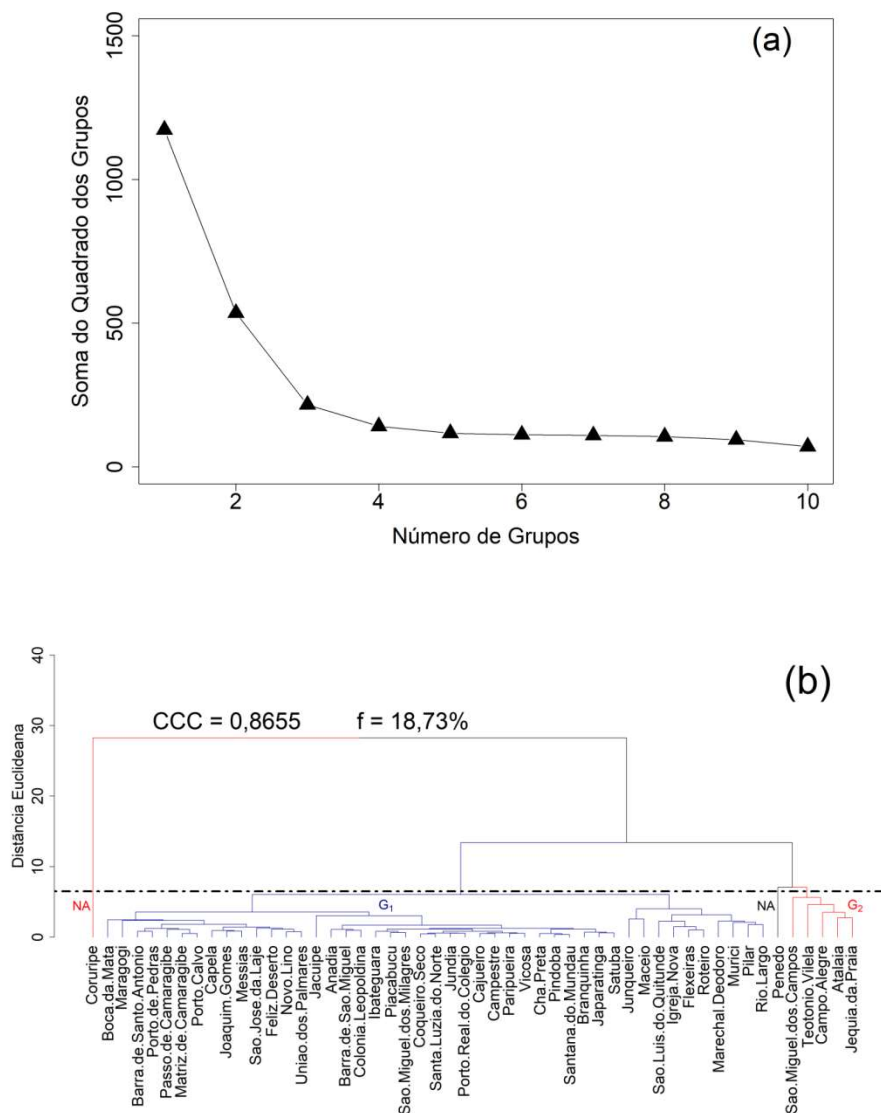 (a)
Soma do Quadrado dos Grupos
1500
1000
500
0
2
4
6
8
10
Número de Grupos
(b)
Distância Euclideana
40
30
20
10
0
CCC = 0,8655
f = 18,73%
NA
G1
NA
G2
Coruripe
Boca.da.Mata
Maragogi
Barra.de.Santo.Antonio
Porto.de.Pedras
Passo.de.Camaragibe
Matriz.de.Camaragibe
Porto.Calvo
Capela
Joaquim.Gomes
Messias
Sao.Jose.da.Laje
Feliz.Deserto
Novo.Lino
Uniao.dos.Palmares
Jacuipe
Anadia
Barra.de.Sao.Miguel
Colonia.Leopoldina
Ibateguara
Piacabucu
Sao.Miguel.dos.Milagres
Coqueiro.Seco
Santa.Luzia.do.Norte
Jundia
Porto.Real.do.Colegio
Cajueiro
Campestre
Paripueira
Vicosa
Cha.Preta
Pindoba
Santana.do.Mundau
Branquinha
Japaratinga
Satuba
Junqueiro
Maceio
Sao.Luis.do.Quitunde
Igreja.Nova
Flexeiras
Roteiro
Marechal.Deodoro
Murici
Pilar
Rio.Largo
Penedo
Sao.Miguel.dos.Campos
Teotonio.Vilela
Campo.Alegre
Atalaia
Jequia.da.Praia